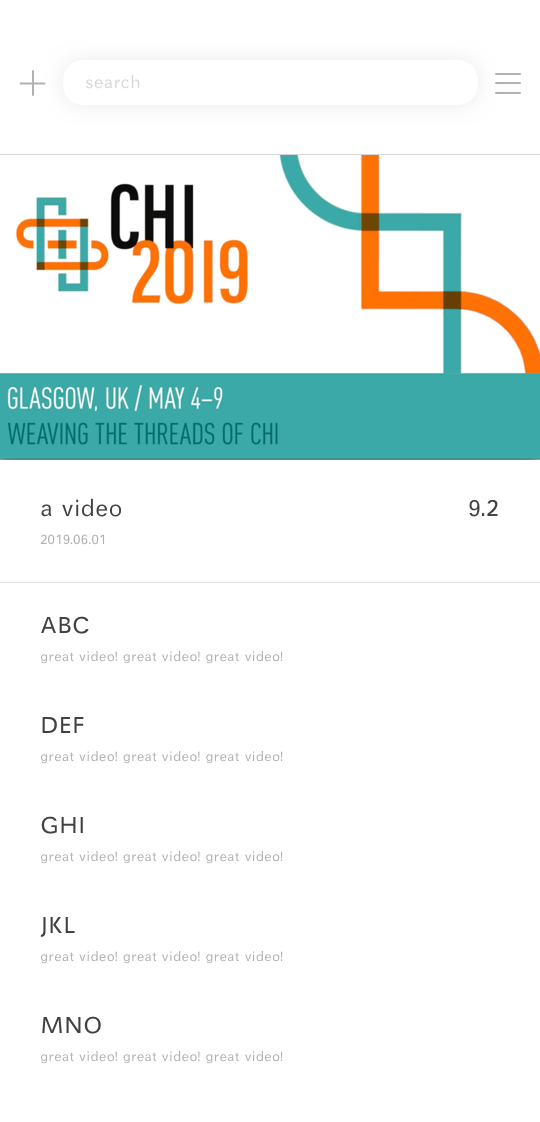 search
CHI
2019
GLASGOW, UK / MAY 4–9
WEAVING THE THREADS OF CHI
a video
9.2
2019.06.01
ABC
great video! great video! great video!
DEF
great video! great video! great video!
GHI
great video! great video! great video!
JKL
great video! great video! great video!
MNO
great video! great video! great video!